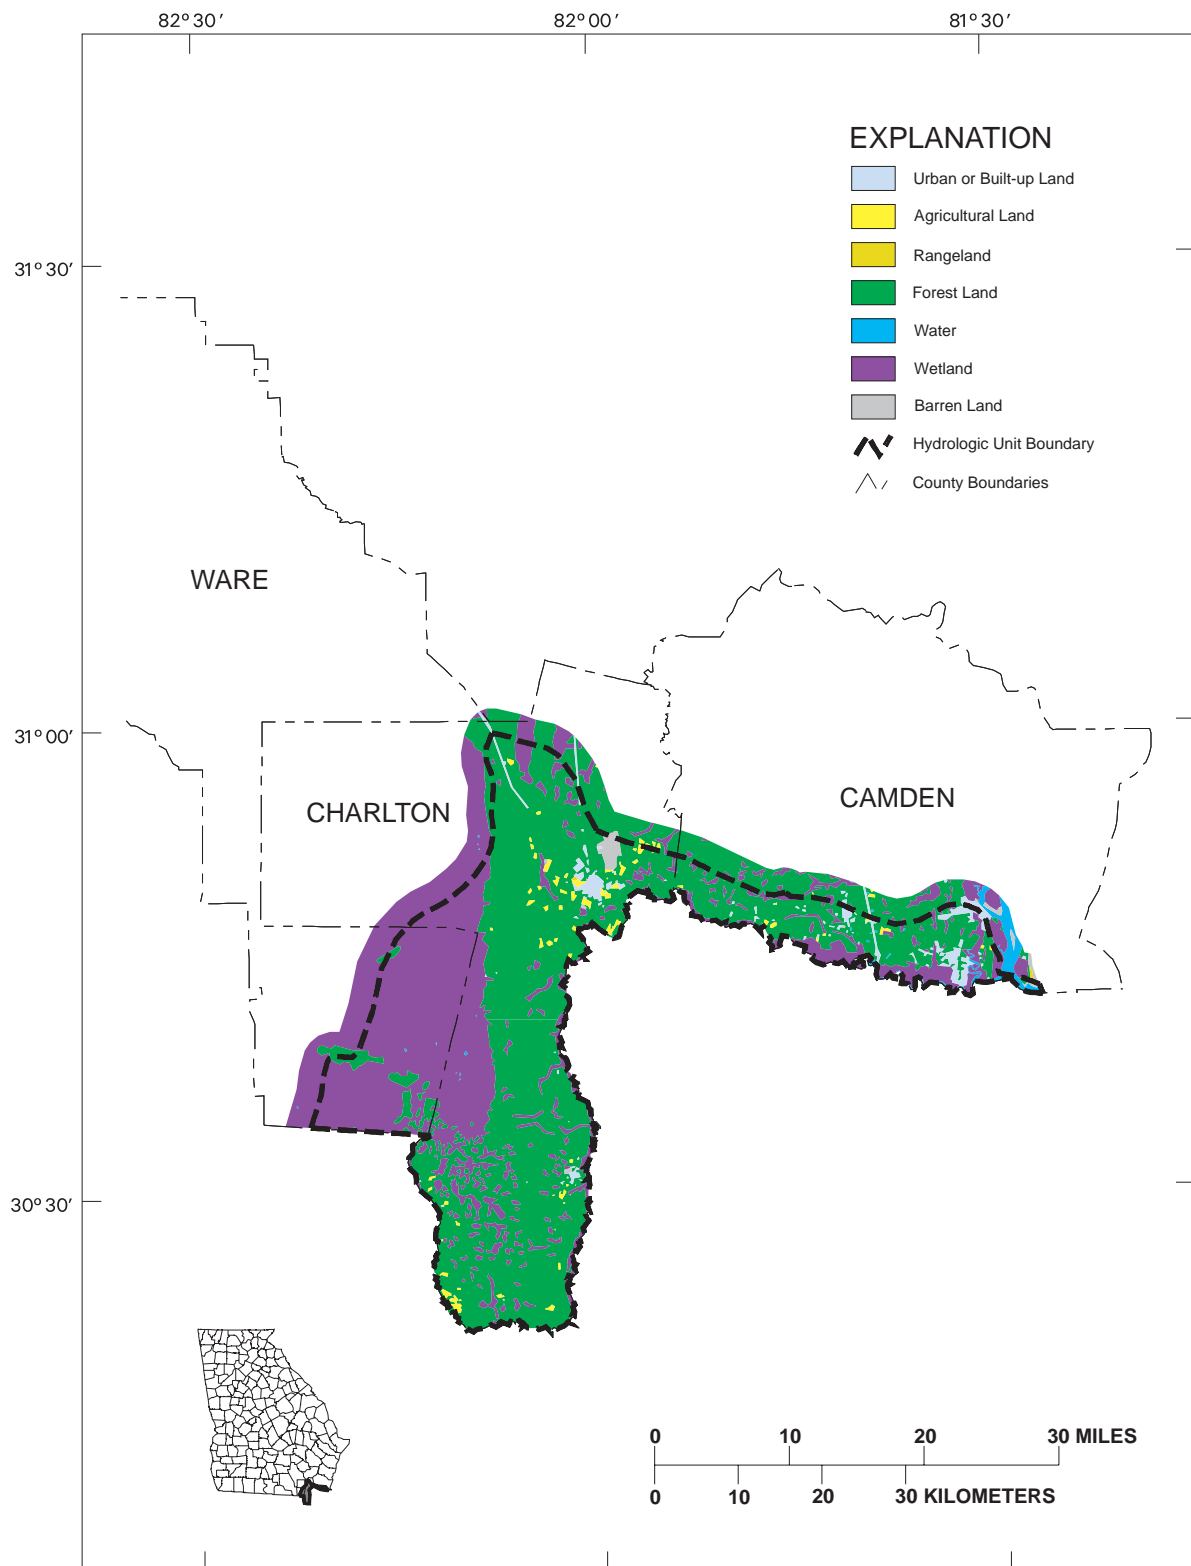 82°30′ 82°00′ 81°30′
EXPLANATION
Urban or Built-up Land
Agricultural Land
Rangeland
Forest Land
Water
Wetland
Barren Land
Hydrologic Unit Boundary
County Boundaries
31°30′
WARE
31°00′
CHARLTON
CAMDEN
30°30′
0 10 20 30 MILES
0 10 20 30 KILOMETERS